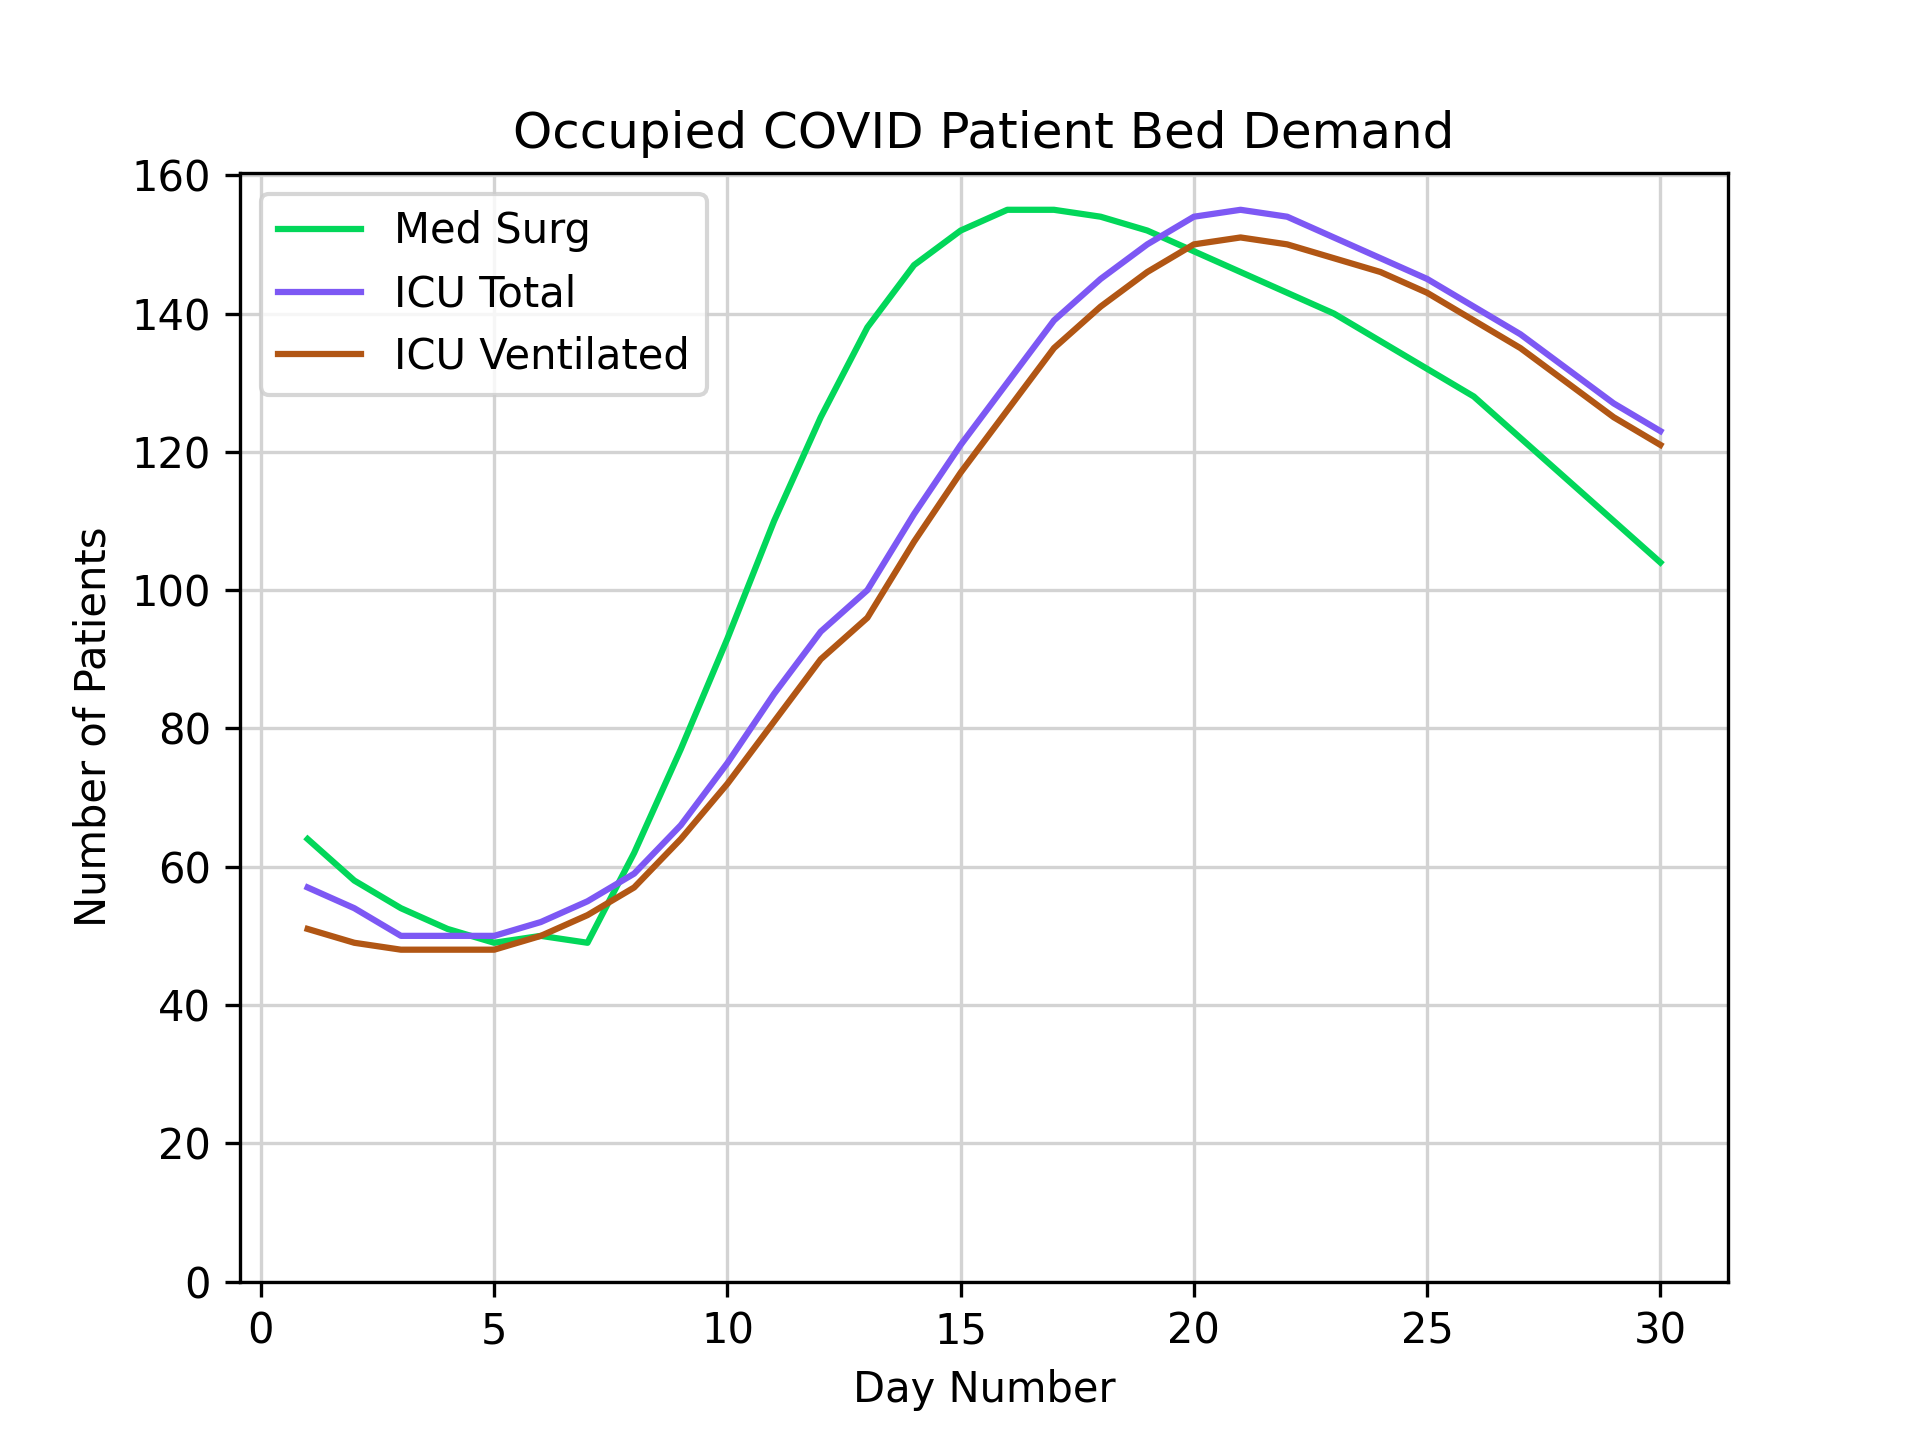 Occupied COVID Patient Bed Demand
160
140
120
100
80
60
40
20
0
Number of Patients
Med Surg
ICU Total
ICU Ventilated
0 5 10 15 20 25 30
Day Number